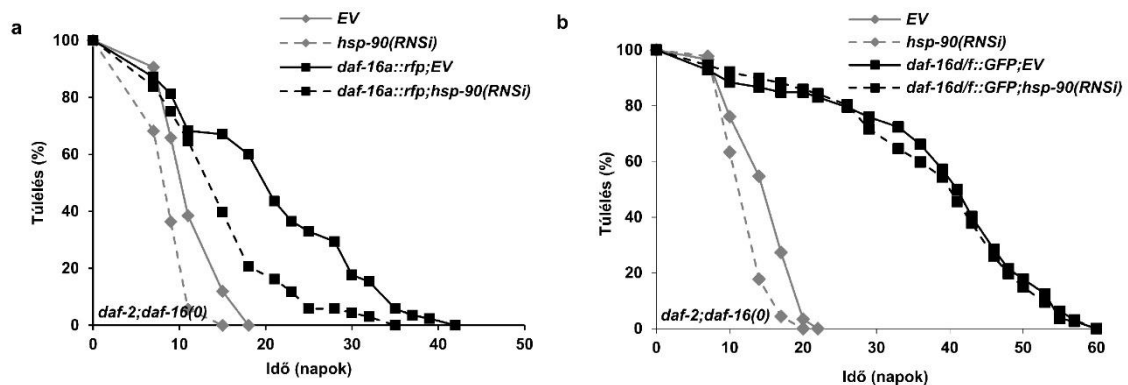 a
EV
hsp-90(RNSi)
daf-16a::rfp;EV
daf-16a::rfp;hsp-90(RNSi)
Túlélés (%)
100
80
60
40
20
0
daf-2;daf-16(0)
0 10 20 30 40 50
Idő (napok)
b
EV
hsp-90(RNSi)
daf-16d/f::GFP;EV
daf-16d/f::GFP;hsp-90(RNSi)
Túlélés (%)
100
80
60
40
20
0
daf-2;daf-16(0)
0 10 20 30 40 50 60
Idő (napok)